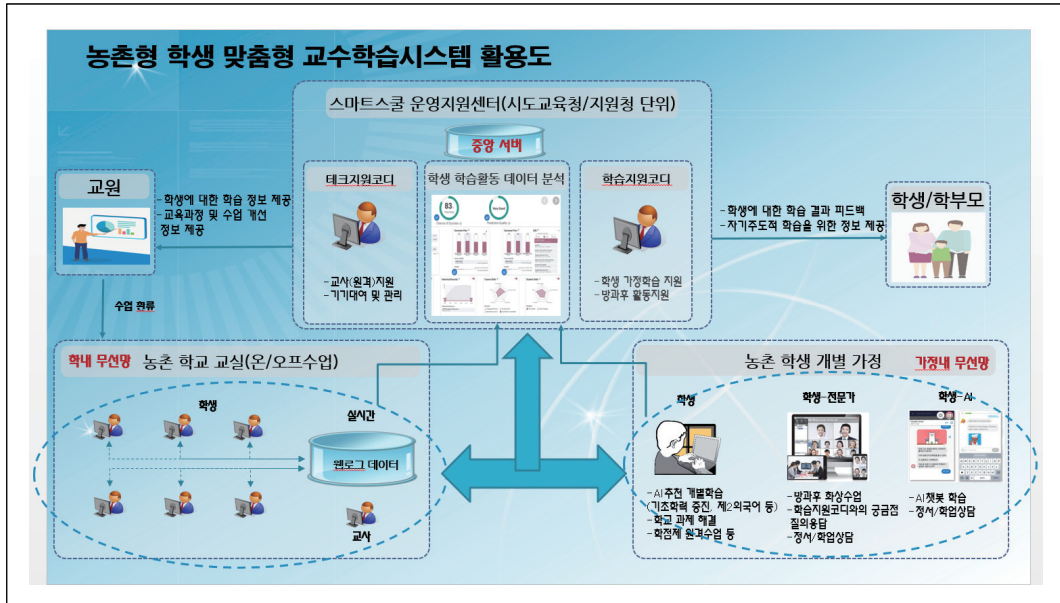 농촌형 학생 맞춤형 교수학습시스템 활용도
스마트스쿨 운영지원센터(시도교육청/지원청 단위)
중앙 서버
교원
-학생에 대한 학습 정보 제공
-교육과정 및 수업 개선
정보 제공
테크지원코디
-교사(원격)지원
-기기대여 및 관리
학생 학습활동 데이터 분석
83
학습지원코디
-학생 가정학습 지원
-방과후 활동지원
-학생에 대한 학습 결과 피드백
-자기주도적 학습을 위한 정보 제공
학생/학부모
수업 환류
학내 무선망 농촌 학교 교실(온/오프수업)
학생
실시간
웹로그 데이터
교사
농촌 학생 개별 가정 가정내 무선망
학생
-AI추천 개별학습
(기초학력 증진, 제2외국어 등)
-학교 과제 해결
-학점제 원격수업 등
학생-전문가
-방과후 화상수업
-학습지원코디와의 궁금점
질의응답
-정서/학업상담
학생-AI
-AI챗봇 학습
-정서/학업상담